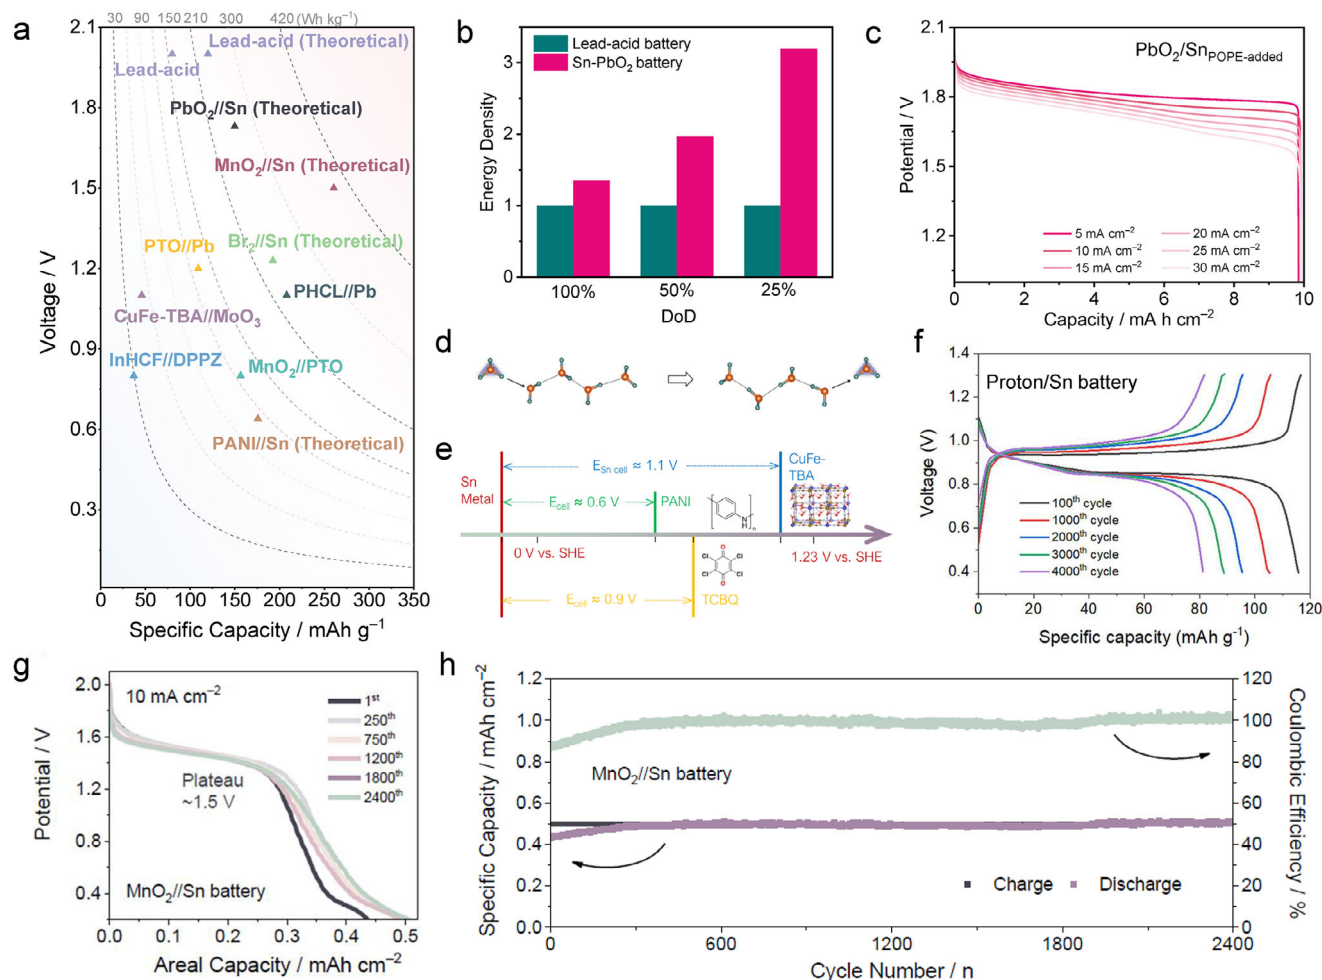 a
30 90 150 210 300 420 (Wh kg⁻¹)
2.1
1.8
1.5
1.2
0.9
0.6
0.3
Voltage / V
Lead-acid (Theoretical)
Lead-acid
PbO₂//Sn (Theoretical)
MnO₂//Sn (Theoretical)
Br₂//Sn (Theoretical)
PTO//Pb
PHCL//Pb
CuFe-TBA//MoO₃
InHCF//DPPZ
MnO₂//PTO
PANI//Sn (Theoretical)
0 50 100 150 200 250 300 350
Specific Capacity / mAh g⁻¹
b
Lead-acid battery
Sn-PbO₂ battery
3
2
1
0
Energy Density
100% 50% 25%
DoD
c
PbO₂/Sn POPE-added
2.1
1.8
1.5
1.2
Potential / V
5 mA cm⁻²
10 mA cm⁻²
15 mA cm⁻²
20 mA cm⁻²
25 mA cm⁻²
30 mA cm⁻²
0 2 4 6 8 10
Capacity / mA h cm⁻²
d
e
Sn
Metal
E Sn cell ≈ 1.1 V
CuFe-
TBA
E cell ≈ 0.6 V
PANI
N
H
n
0 V vs. SHE
1.23 V vs. SHE
O
Cl Cl
Cl Cl
O
E cell ≈ 0.9 V
TCBQ
f
Proton/Sn battery
1.4
1.2
1.0
0.8
0.6
0.4
Voltage (V)
100th cycle
1000th cycle
2000th cycle
3000th cycle
4000th cycle
0 20 40 60 80 100 120
Specific capacity (mAh g⁻¹)
g
10 mA cm⁻²
2.0
1.6
1.2
0.8
0.4
Potential / V
1st
250th
750th
1200th
1800th
2400th
Plateau
~1.5 V
MnO₂//Sn battery
0.0 0.1 0.2 0.3 0.4 0.5
Areal Capacity / mAh cm⁻²
h
1.2
1.0
0.8
0.6
0.4
0.2
0.0
Specific Capacity / mAh cm⁻²
MnO₂//Sn battery
Charge Discharge
120
100
80
60
40
20
0
Coulombic Efficiency / %
0 600 1200 1800 2400
Cycle Number / n